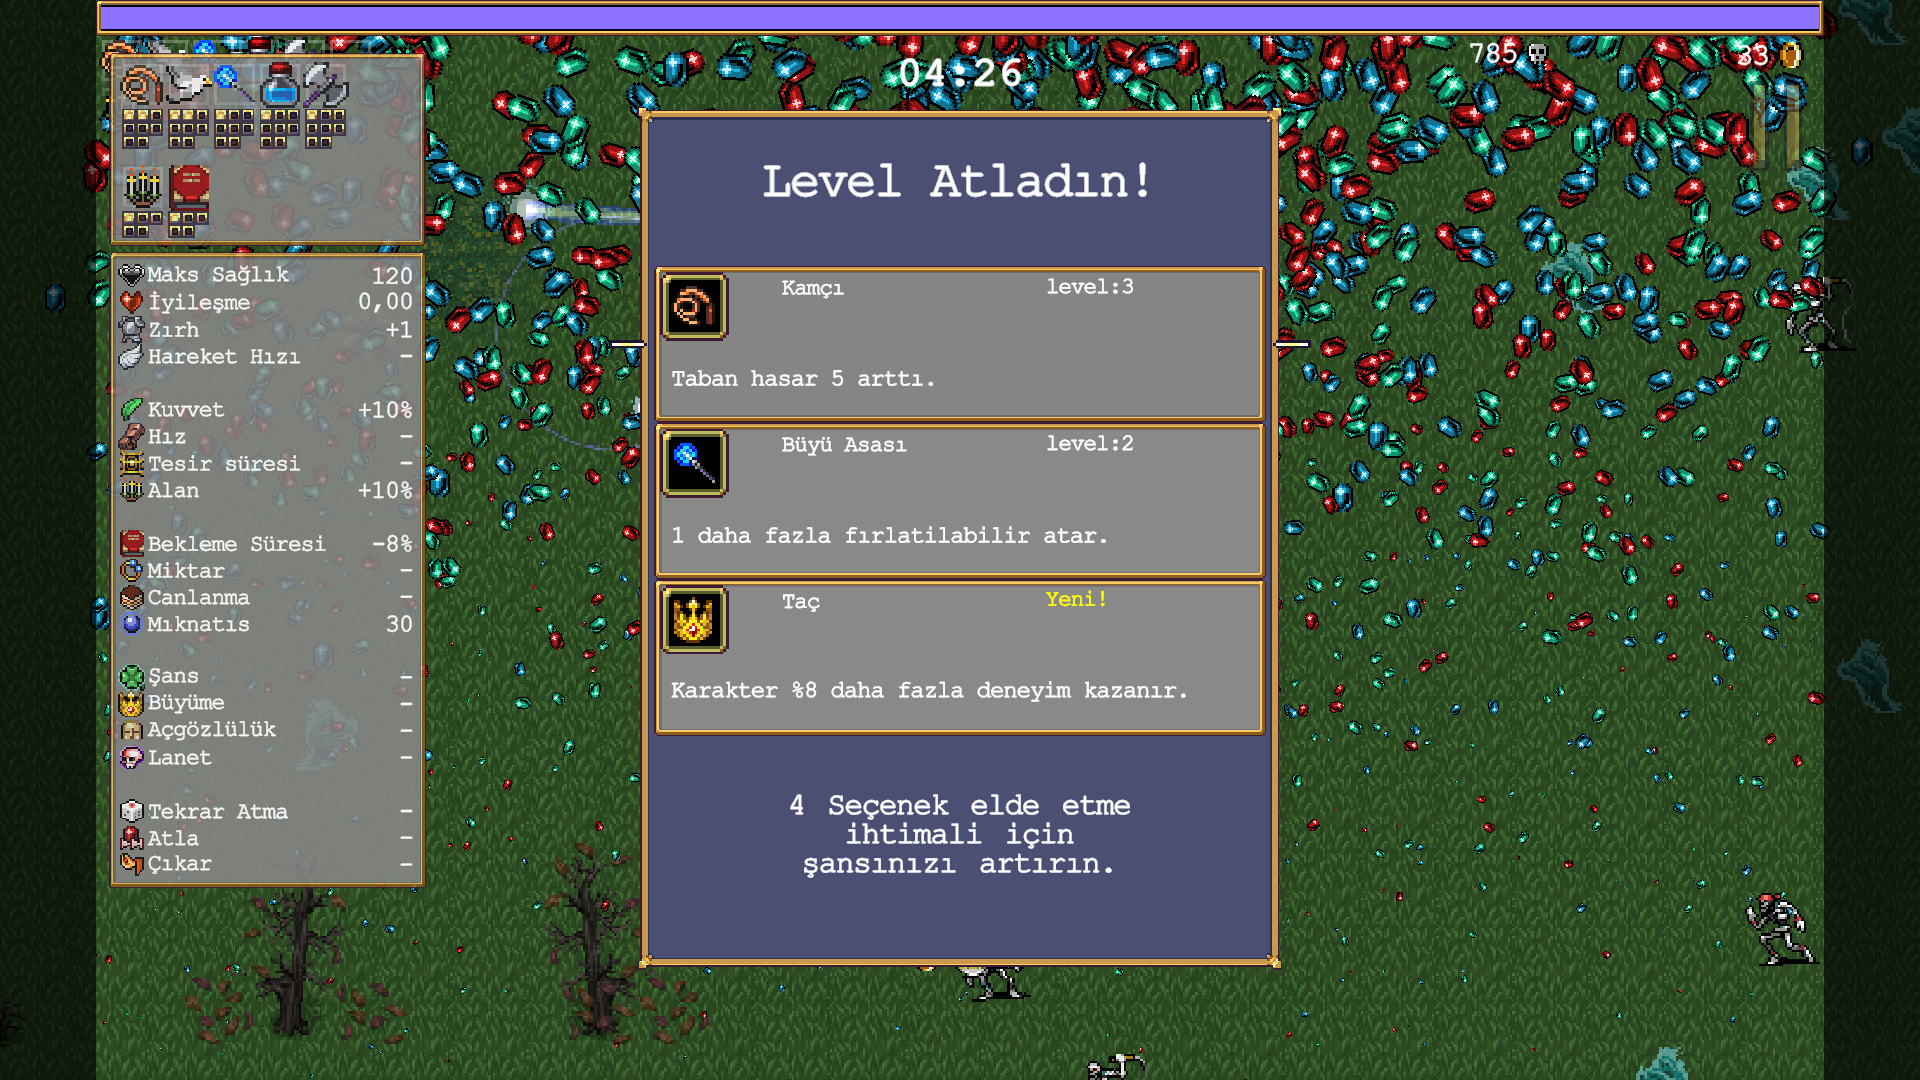 04:26
785
33
Level Atladın!
Kamçı level:3
Taban hasar 5 arttı.
Büyü Asası level:2
1 daha fazla fırlatilabilir atar.
Taç Yeni!
Karakter %8 daha fazla deneyim kazanır.
4 Seçenek elde etme
ihtimali için
şansınızı artırın.
Maks Sağlık 120
İyileşme 0,00
Zırh +1
Hareket Hızı -
Kuvvet +10%
Hız -
Tesir süresi -
Alan +10%
Bekleme Süresi -8%
Miktar -
Canlanma -
Mıknatıs 30
Şans -
Büyüme -
Açgözlülük -
Lanet -
Tekrar Atma -
Atla -
Çıkar -